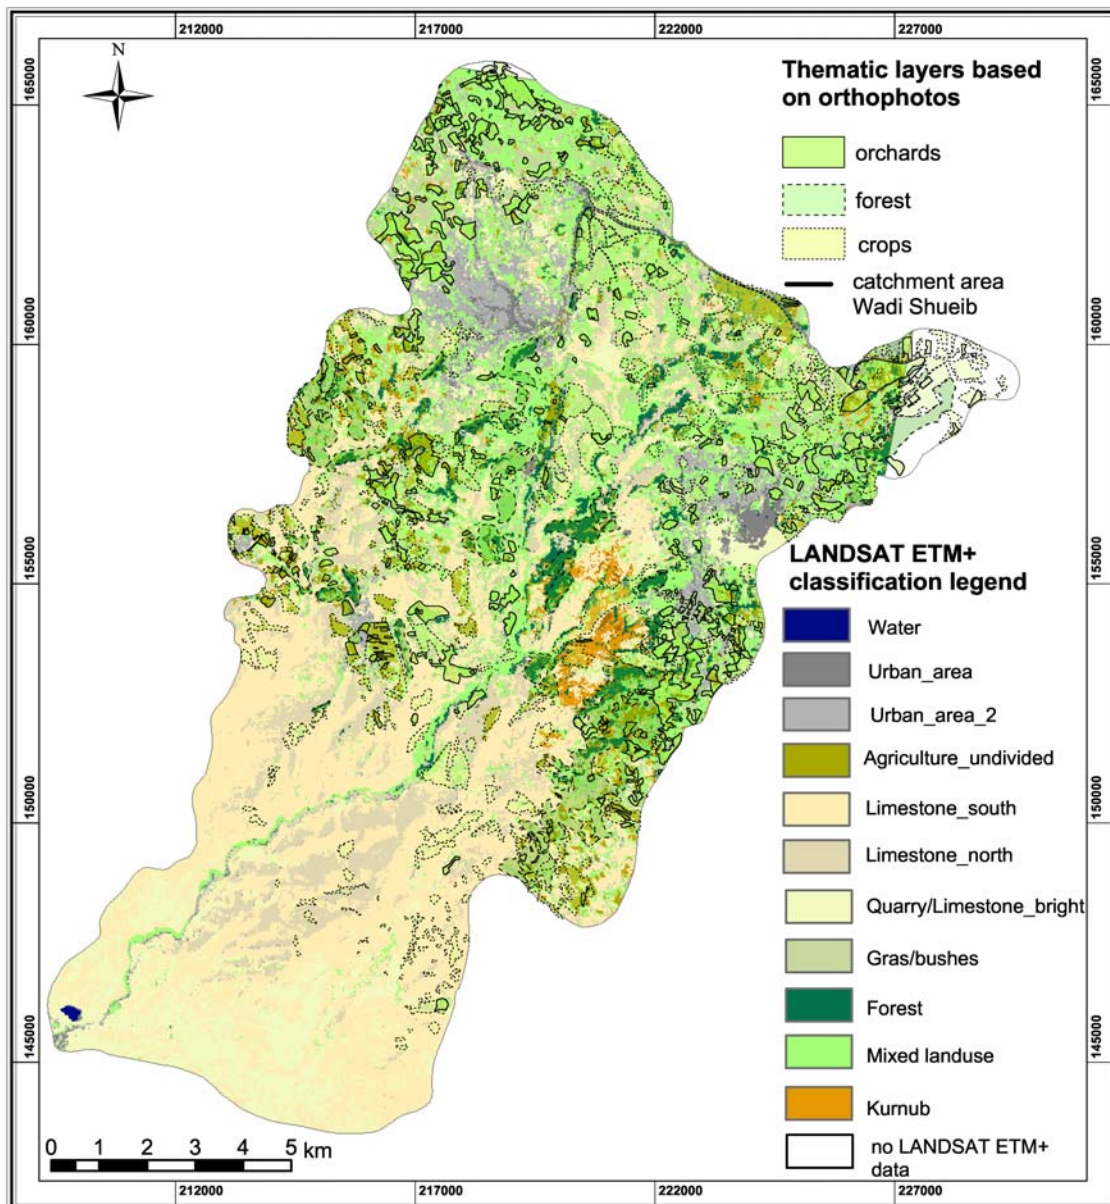 212000
217000
222000
227000
165000
165000
N
Thematic layers based
on orthophotos
orchards
forest
crops
catchment area
Wadi Shueib
160000
160000
155000
155000
LANDSAT ETM+
classification legend
Water
Urban_area
Urban_area_2
Agriculture_undivided
Limestone_south
150000
150000
Limestone_north
Quarry/Limestone_bright
Gras/bushes
Forest
Mixed landuse
145000
145000
Kurnub
no LANDSAT ETM+
data
0 1 2 3 4 5 km
212000
217000
222000
227000